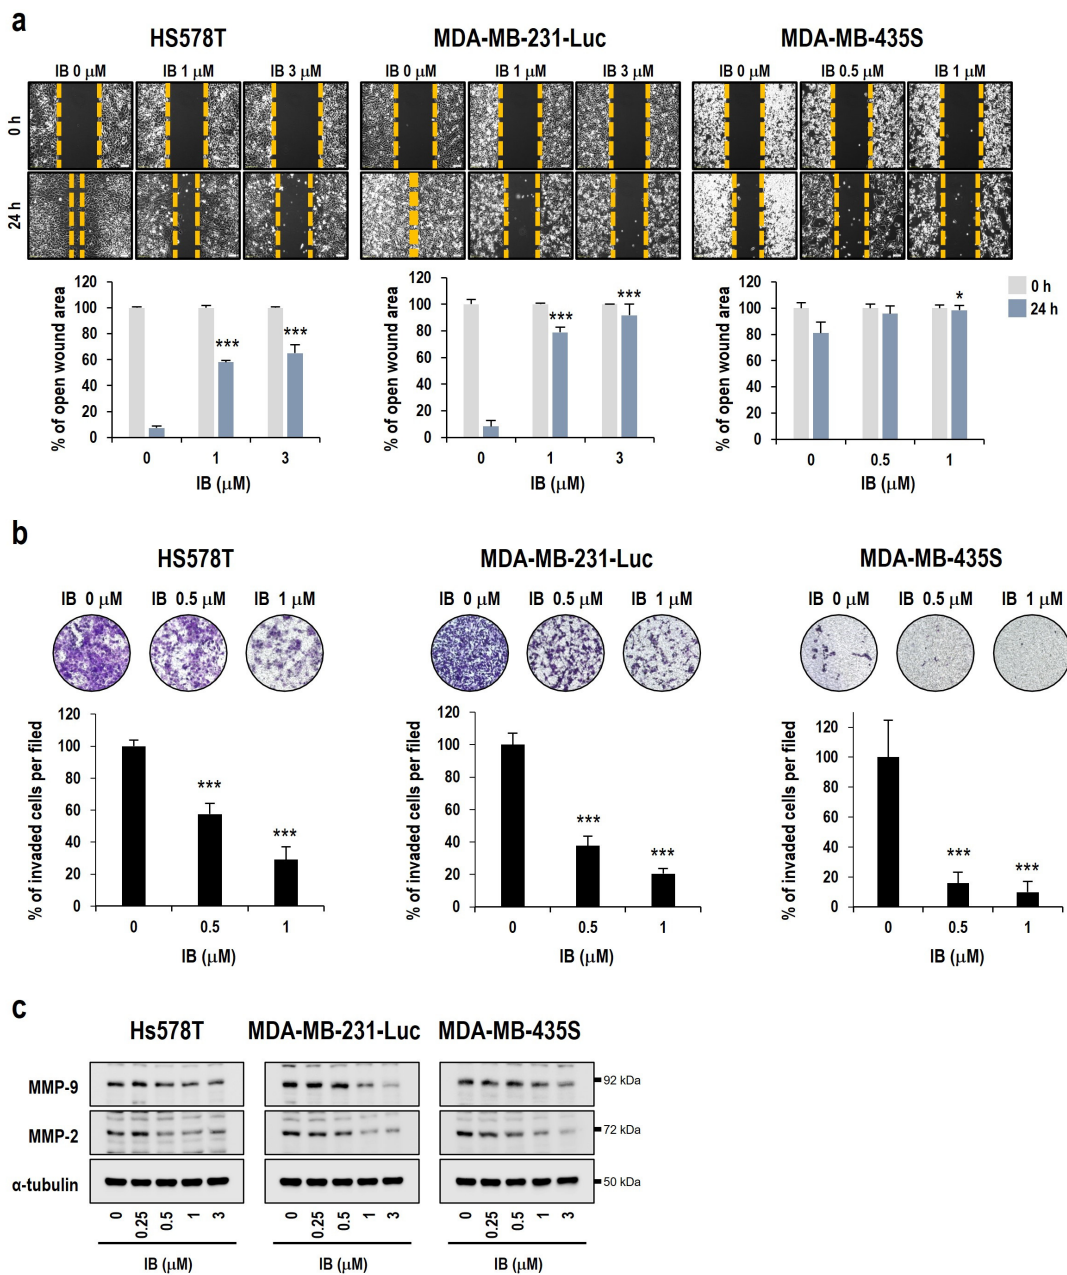 a
HS578T MDA-MB-231-Luc MDA-MB-435S
IB 0 μM IB 1 μM IB 3 μM IB 0 μM IB 1 μM IB 3 μM IB 0 μM IB 0.5 μM IB 1 μM
0 h
24 h
% of open wound area
120
100
80
60
40
20
0
*** ***
0 1 3
IB (μM)
% of open wound area
120
100
80
60
40
20
0
*** ***
0 1 3
IB (μM)
% of open wound area
120
100
80
60
40
20
0
*
0 0.5 1
IB (μM)
0 h
24 h
b
HS578T MDA-MB-231-Luc MDA-MB-435S
IB 0 μM IB 0.5 μM IB 1 μM IB 0 μM IB 0.5 μM IB 1 μM IB 0 μM IB 0.5 μM IB 1 μM
% of invaded cells per filed
120
100
80
60
40
20
0
*** ***
0 0.5 1
IB (μM)
% of invaded cells per filed
120
100
80
60
40
20
0
*** ***
0 0.5 1
IB (μM)
% of invaded cells per filed
120
100
80
60
40
20
0
*** ***
0 0.5 1
IB (μM)
c
Hs578T MDA-MB-231-Luc MDA-MB-435S
MMP-9 92 kDa
MMP-2 72 kDa
α-tubulin 50 kDa
0 0.25 0.5 1 3 0 0.25 0.5 1 3 0 0.25 0.5 1 3
IB (μM) IB (μM) IB (μM)